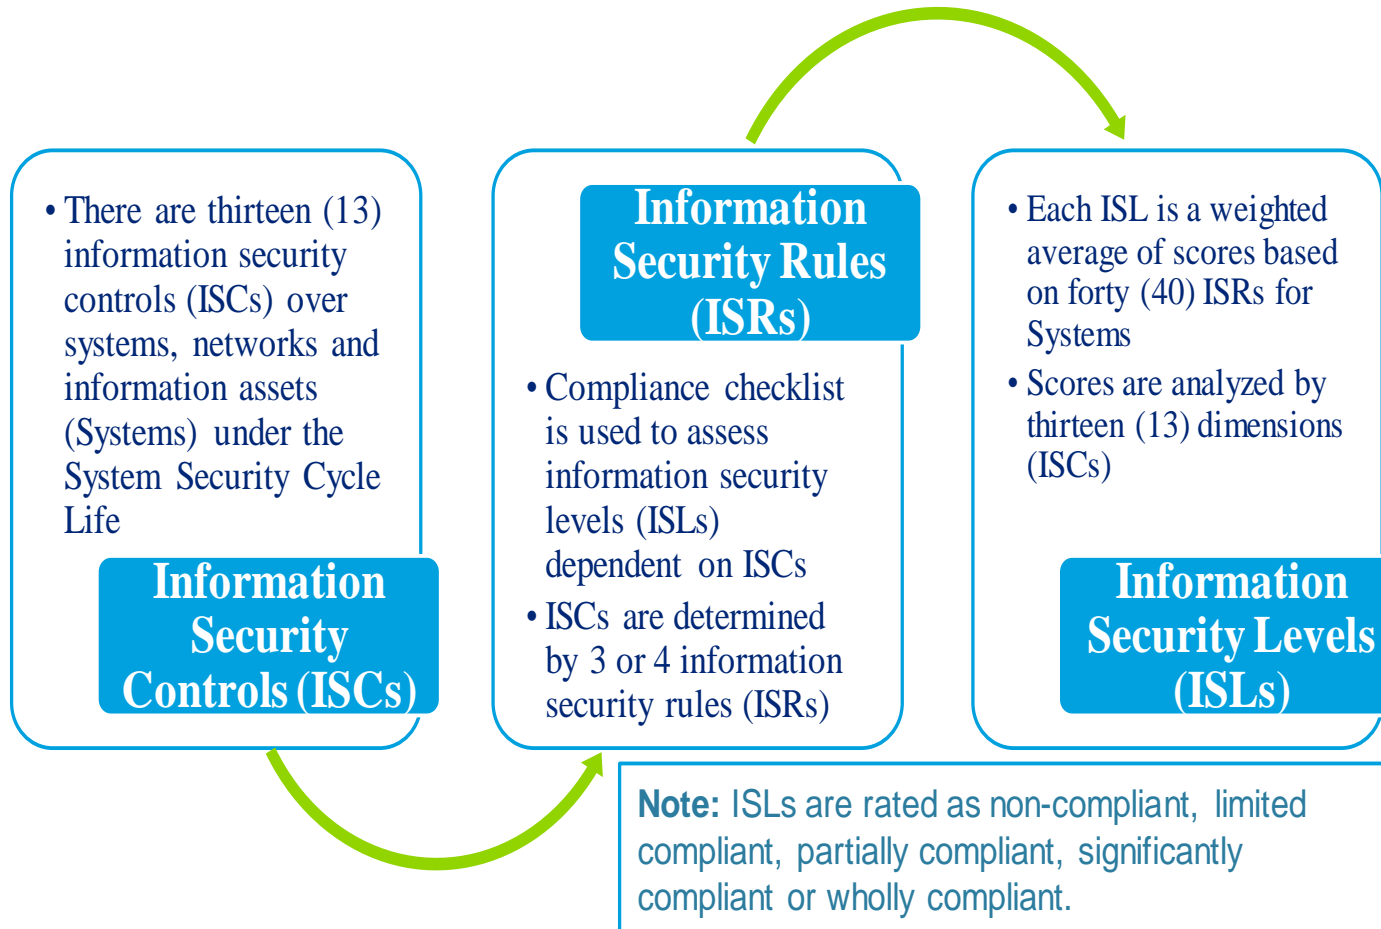 • There are thirteen (13)
information security
controls (ISCs) over
systems, networks and
information assets
(Systems) under the
System Security Cycle
Life
Information
Security
Controls (ISCs)
Information
Security Rules
(ISRs)
• Compliance checklist
is used to assess
information security
levels (ISLs)
dependent on ISCs
• ISCs are determined
by 3 or 4 information
security rules (ISRs)
• Each ISL is a weighted
average of scores based
on forty (40) ISRs for
Systems
• Scores are analyzed by
thirteen (13) dimensions
(ISCs)
Information
Security Levels
(ISLs)
Note: ISLs are rated as non-compliant, limited
compliant, partially compliant, significantly
compliant or wholly compliant.